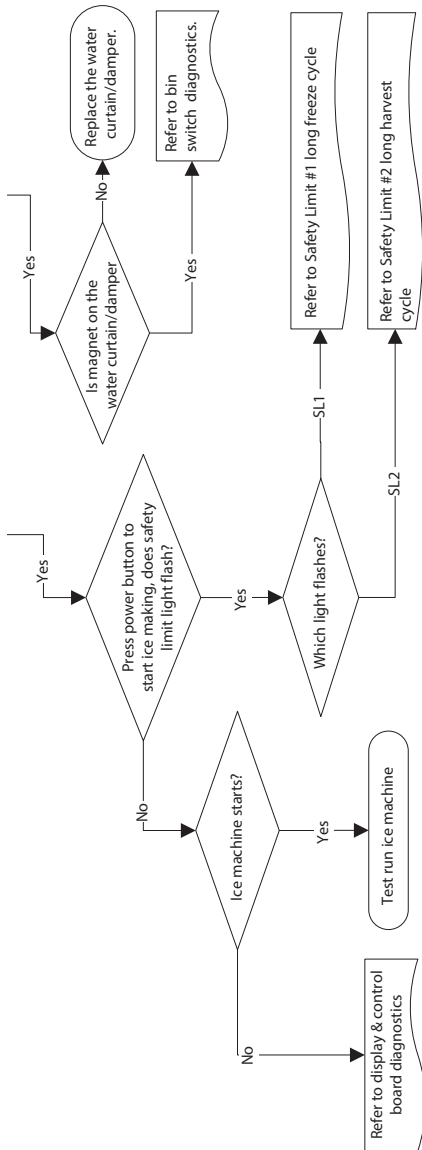 Yes
Is magnet on the
water curtain/damper
No
Replace the water
curtain/damper.
Yes
Refer to bin
switch diagnostics.
Yes
Press power button to
start ice making, does safety
limit light flash?
Yes
Which light flashes?
SL1
Refer to Safety Limit #1 long freeze cycle
SL2
Refer to Safety Limit #2 long harvest
cycle
No
Ice machine starts?
Yes
Test run ice machine
No
Refer to display & control
board diagnostics